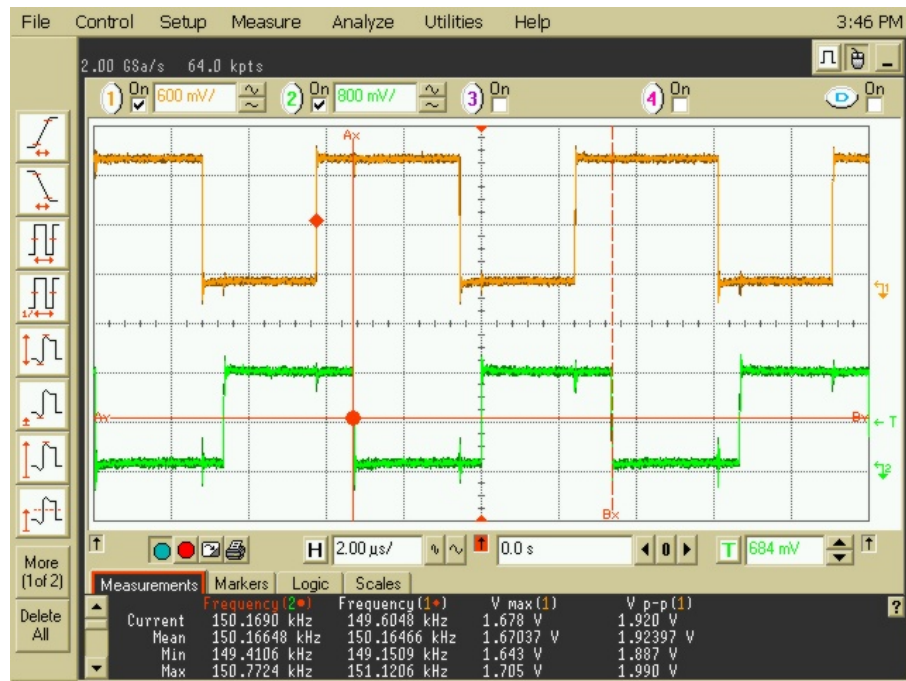 File Control Setup Measure Analyze Utilities Help 3:46 PM
2.00 GSa/s 64.0 kpts
1 On 600 mV/ 2 On 800 mV/ 3 On 4 On D On
Ax
1
Ax Bx
T
2
Bx
More
(1 of 2)
Delete
All
H 2.00 µs/ 0.0 s 0 T 684 mV
Measurements Markers Logic Scales
Frequency(2) Frequency(1) V max(1) V p-p(1)
Current 150.1690 kHz 149.6048 kHz 1.678 V 1.920 V
Mean 150.16648 kHz 150.16466 kHz 1.67037 V 1.92397 V
Min 149.4106 kHz 149.1509 kHz 1.643 V 1.887 V
Max 150.7724 kHz 151.1206 kHz 1.705 V 1.990 V
?